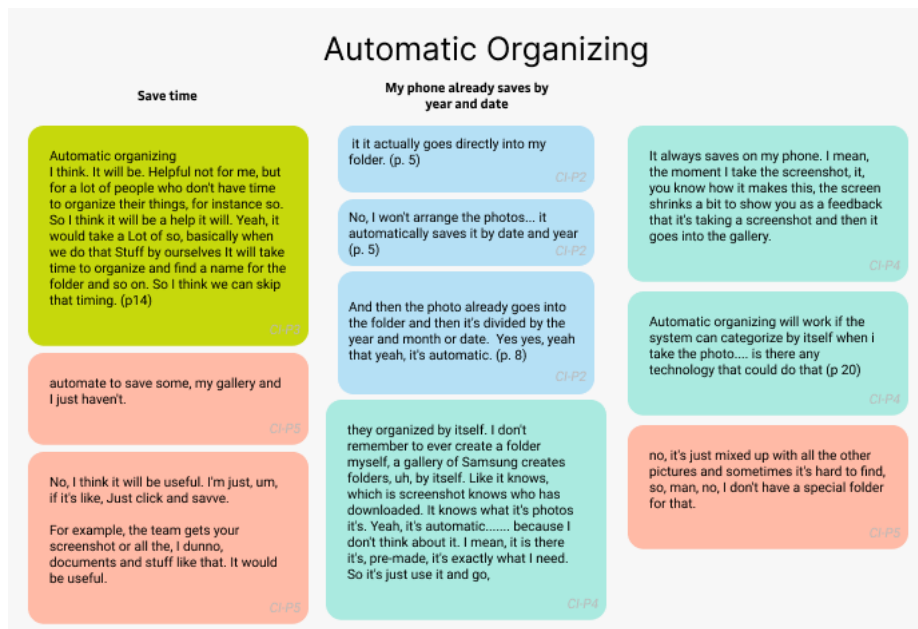 Automatic Organizing
Save time
My phone already saves by
year and date
Automatic organizing
I think. It will be. Helpful not for me, but
for a lot of people who don't have time
to organize their things, for instance so.
So I think it will be a help it will. Yeah, it
would take a Lot of so, basically when
we do that Stuff by ourselves It will take
time to organize and find a name for the
folder and so on. So I think we can skip
that timing. (p14)
automate to save some, my gallery and
I just haven't.
CI-P5
No, I think it will be useful. I'm just, um,
if it's like, Just click and savve.
For example, the team gets your
screenshot or all the, I dunno,
documents and stuff like that. It would
be useful.
CI-P5
it it actually goes directly into my
folder. (p. 5)
CI-P2
No, I won't arrange the photos... it
automatically saves it by date and year
(p. 5)
CI-P2
And then the photo already goes into
the folder and then it's divided by the
year and month or date. Yes yes, yeah
that yeah, it's automatic. (p. 8)
CI-P2
they organized by itself. I don't
remember to ever create a folder
myself, a gallery of Samsung creates
folders, uh, by itself. Like it knows,
which is screenshot knows who has
downloaded. It knows what it's photos
it's. Yeah, it's automatic....... because I
don't think about it. I mean, it is there
it's, pre-made, it's exactly what I need.
So it's just use it and go,
CI-P4
It always saves on my phone. I mean,
the moment I take the screenshot, it,
you know how it makes this, the screen
shrinks a bit to show you as a feedback
that it's taking a screenshot and then it
goes into the gallery.
CI-P4
Automatic organizing will work if the
system can categorize by itself when i
take the photo.... is there any
technology that could do that (p 20)
CI-P4
no, it's just mixed up with all the other
pictures and sometimes it's hard to find,
so, man, no, I don't have a special folder
for that.
CI-P5